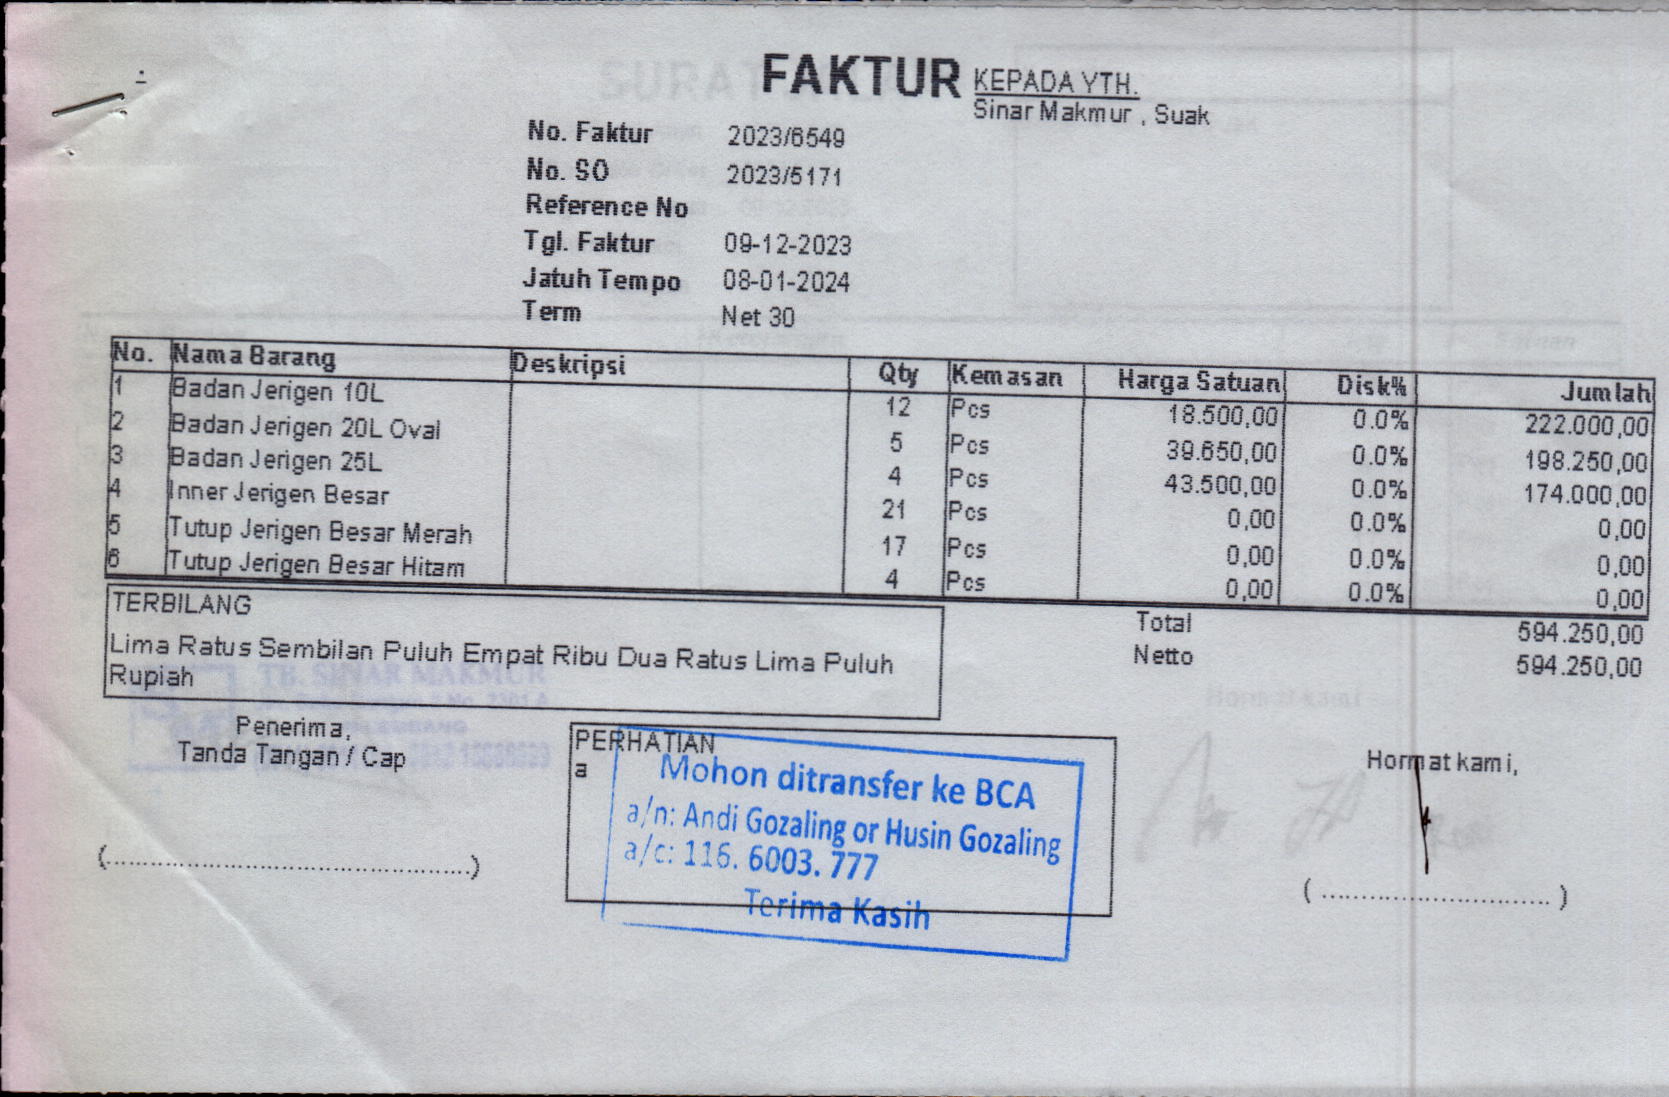 FAKTUR
KEPADA YTH.
Sinar Makmur , Suak
No. Faktur 2023/6549
No. SO 2023/5171
Reference No
Tgl. Faktur 09-12-2023
Jatuh Tempo 08-01-2024
Term Net 30
No. Nama Barang Deskripsi Qty Kemasan Harga Satuan Disk% Jumlah
1 Badan Jerigen 10L 12 Pcs 18.500,00 0.0% 222.000,00
2 Badan Jerigen 20L Oval 5 Pcs 39.650,00 0.0% 198.250,00
3 Badan Jerigen 25L 4 Pcs 43.500,00 0.0% 174.000,00
4 Inner Jerigen Besar 21 Pcs 0,00 0.0% 0,00
5 Tutup Jerigen Besar Merah 17 Pcs 0,00 0.0% 0,00
6 Tutup Jerigen Besar Hitam 4 Pcs 0,00 0.0% 0,00
TERBILANG
Lima Ratus Sembilan Puluh Empat Ribu Dua Ratus Lima Puluh
Rupiah
Total 594.250,00
Netto 594.250,00
TB. SINAR MAKMUR
Penerima,
Tanda Tangan / Cap
(..............................................)
PERHATIAN
a
Mohon ditransfer ke BCA
a/n: Andi Gozaling or Husin Gozaling
a/c: 116. 6003. 777
Terima Kasih
Hormat kami,
( ............................. )